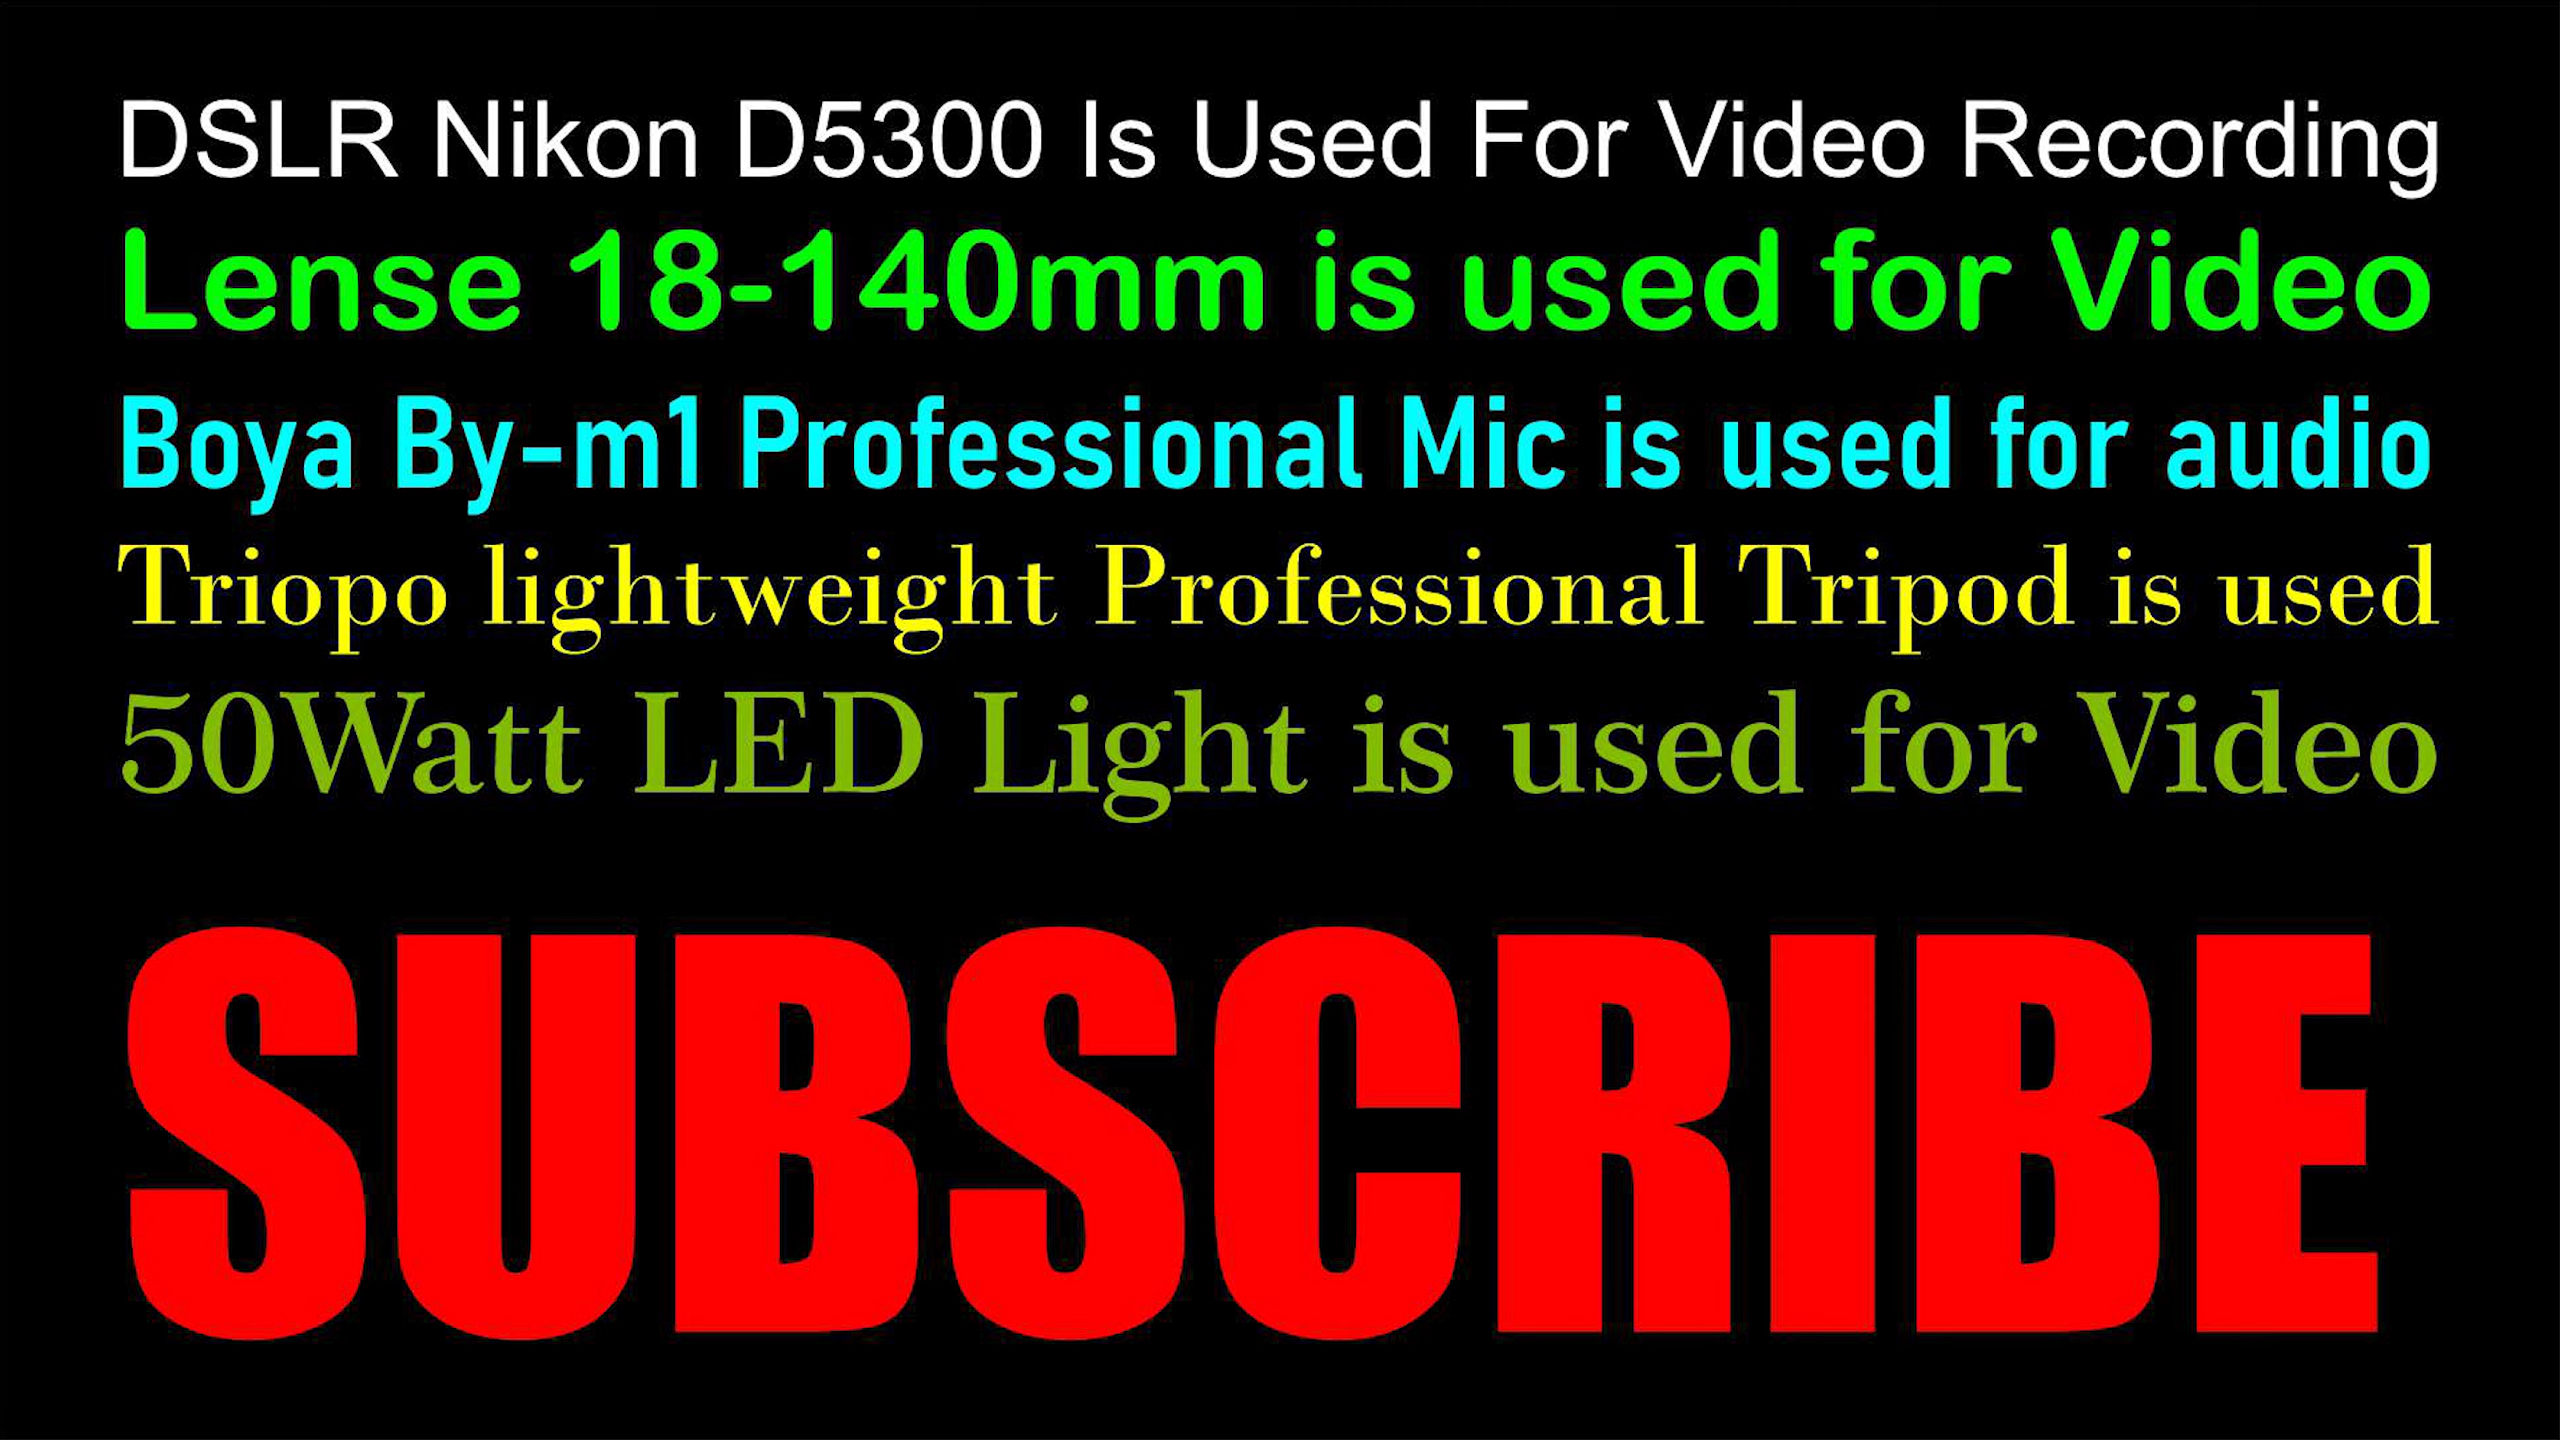 DSLR Nikon D5300 Is Used For Video Recording
Lense 18-140mm is used for Video
Boya By-m1 Professional Mic is used for audio
Triopo lightweight Professional Tripod is used
50Watt LED Light is used for Video
SUBSCRIBE